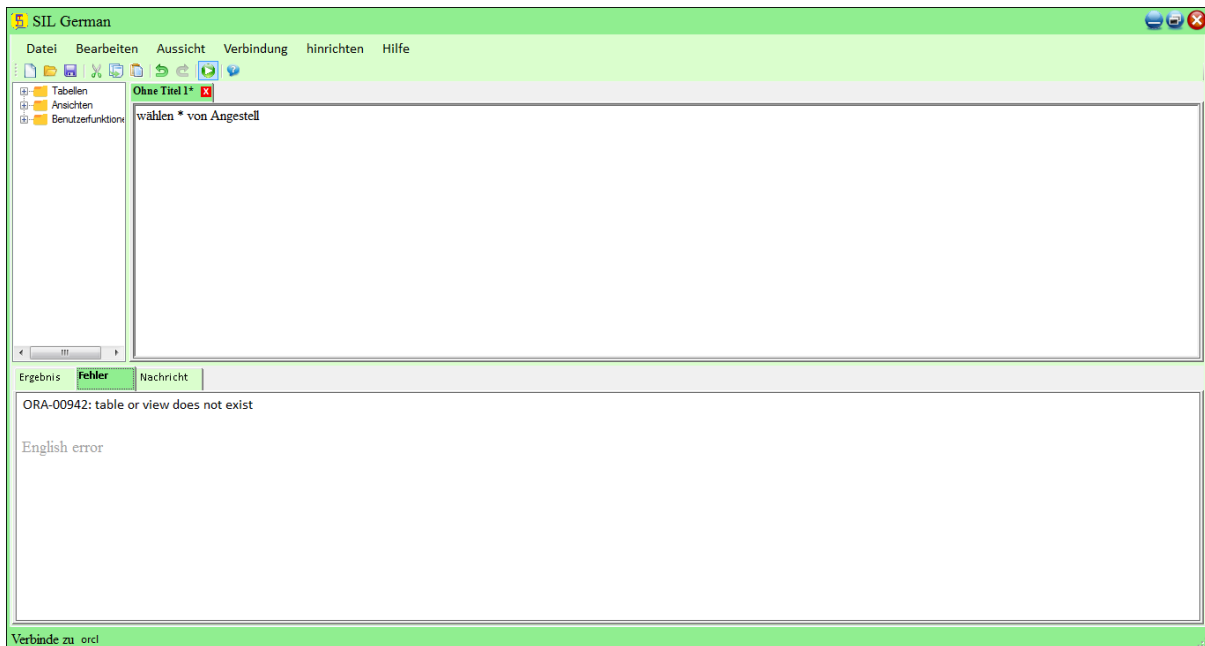 SIL German
Datei Bearbeiten Aussicht Verbindung hinrichten Hilfe
Tabellen
Ansichten
Benutzerfunktione
Ohne Titel 1* X
wählen * von Angestell
Ergebnis Fehler Nachricht
ORA-00942: table or view does not exist
English error
Verbinde zu orcl